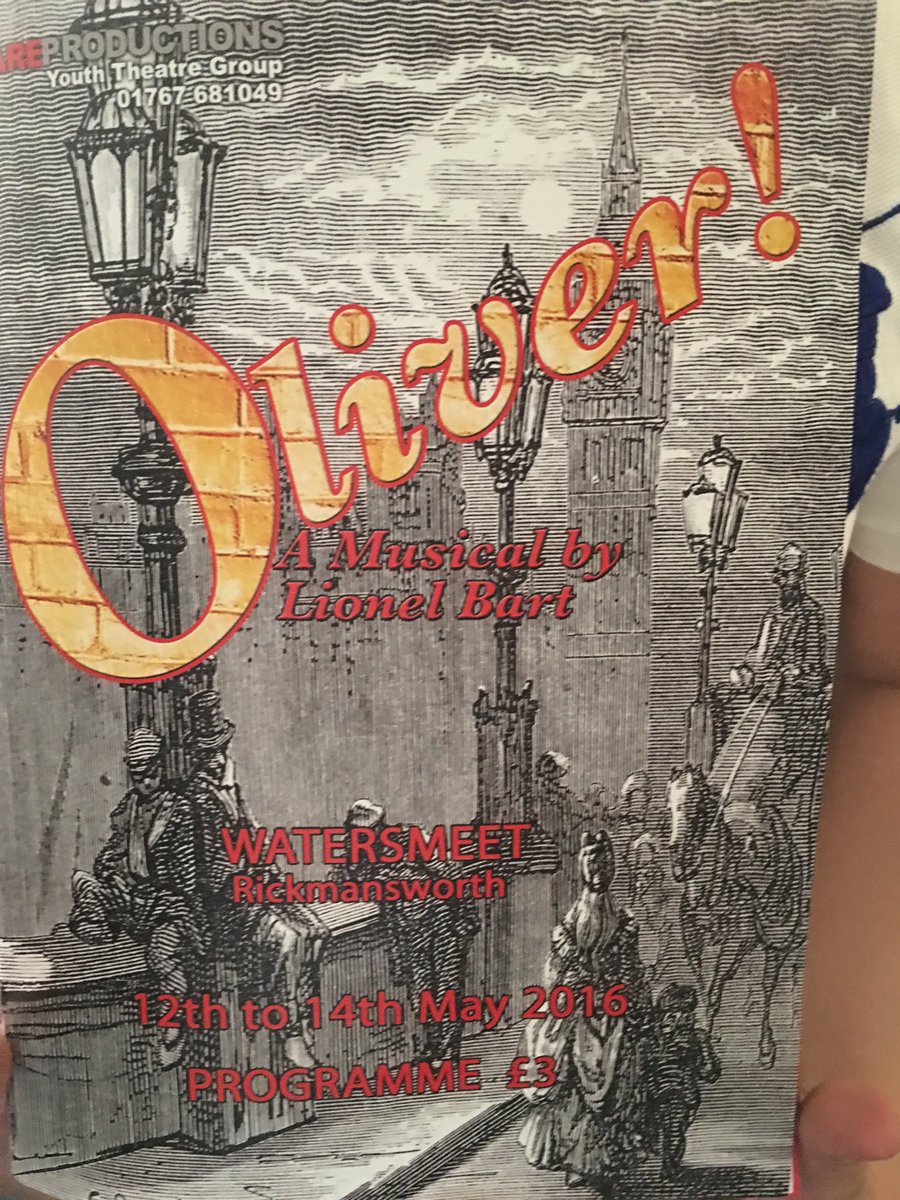 AREPRODUCTIONS
Youth Theatre Group
01767 681049
Oliver!
A Musical by
Lionel Bart
WATERSMEET
Rickmansworth
12th to 14th May 2016
PROGRAMME £3